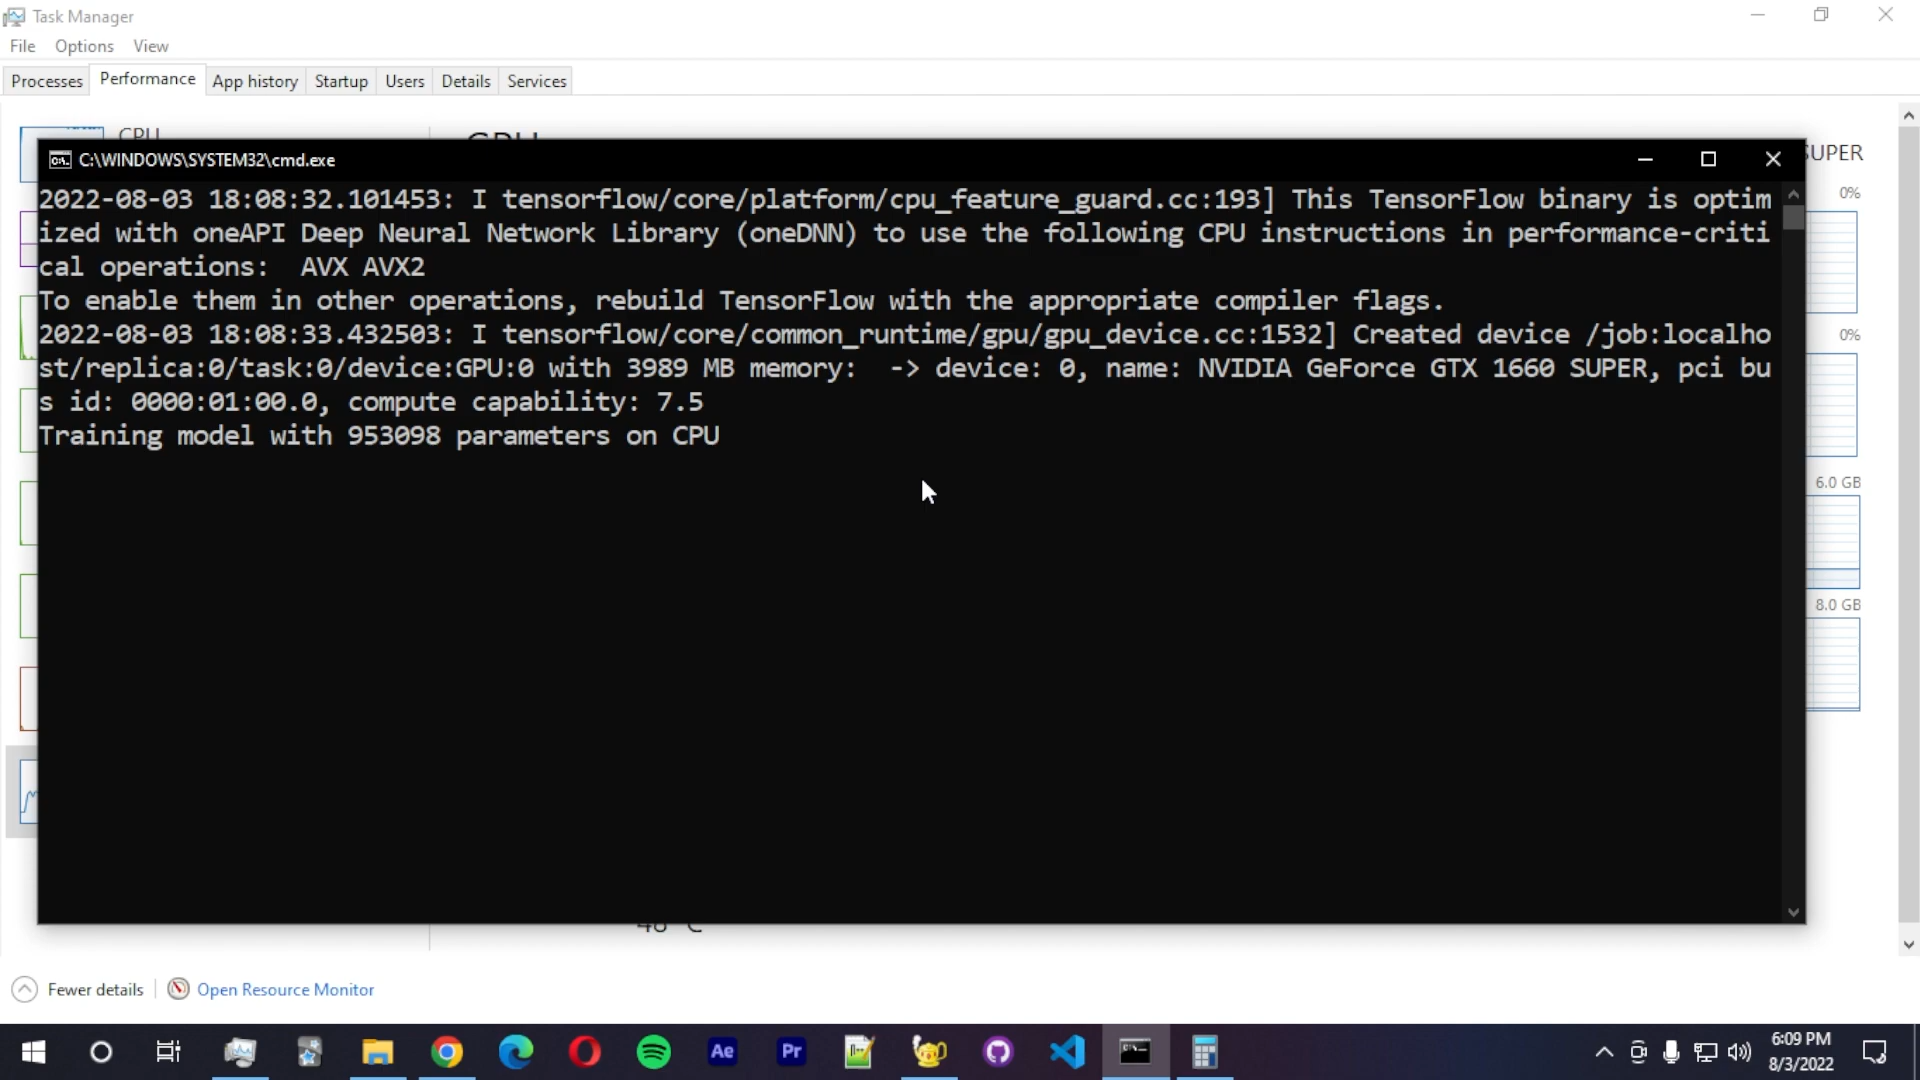 Task Manager
File Options View
Processes Performance App history Startup Users Details Services
CPU
GPU
SUPER
C:\WINDOWS\SYSTEM32\cmd.exe
0%
2022-08-03 18:08:32.101453: I tensorflow/core/platform/cpu_feature_guard.cc:193] This TensorFlow binary is optim
ized with oneAPI Deep Neural Network Library (oneDNN) to use the following CPU instructions in performance-criti
cal operations:  AVX AVX2
To enable them in other operations, rebuild TensorFlow with the appropriate compiler flags.
2022-08-03 18:08:33.432503: I tensorflow/core/common_runtime/gpu/gpu_device.cc:1532] Created device /job:localho
st/replica:0/task:0/device:GPU:0 with 3989 MB memory:  -> device: 0, name: NVIDIA GeForce GTX 1660 SUPER, pci bu
s id: 0000:01:00.0, compute capability: 7.5
Training model with 953098 parameters on CPU
0%
6.0 GB
8.0 GB
Fewer details
Open Resource Monitor
Ae
Pr
6:09 PM
8/3/2022